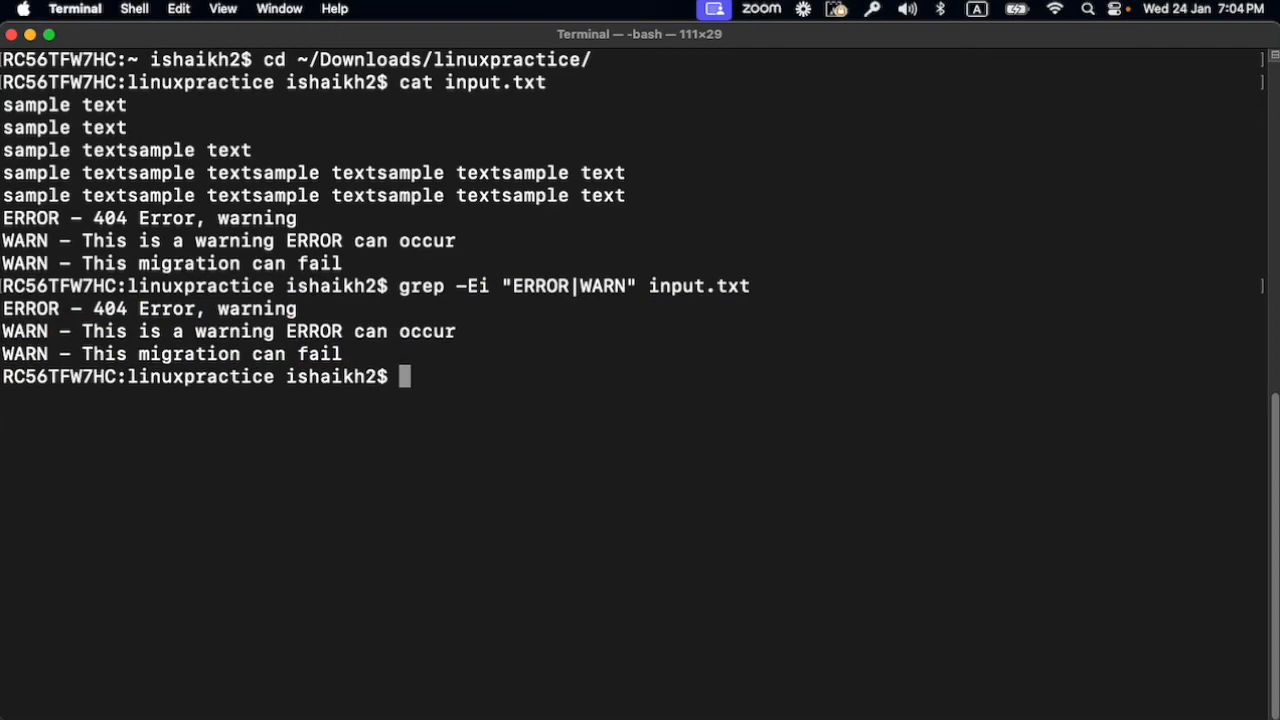 Terminal Shell Edit View Window Help zoom A Wed 24 Jan 7:04 PM
Terminal — -bash — 111×29
[RC56TFW7HC:~ ishaikh2$ cd ~/Downloads/linuxpractice/ ]
[RC56TFW7HC:linuxpractice ishaikh2$ cat input.txt ]
sample text
sample text
sample textsample text
sample textsample textsample textsample textsample text
sample textsample textsample textsample textsample text
ERROR - 404 Error, warning
WARN - This is a warning ERROR can occur
WARN - This migration can fail
[RC56TFW7HC:linuxpractice ishaikh2$ grep -Ei "ERROR|WARN" input.txt ]
ERROR - 404 Error, warning
WARN - This is a warning ERROR can occur
WARN - This migration can fail
RC56TFW7HC:linuxpractice ishaikh2$